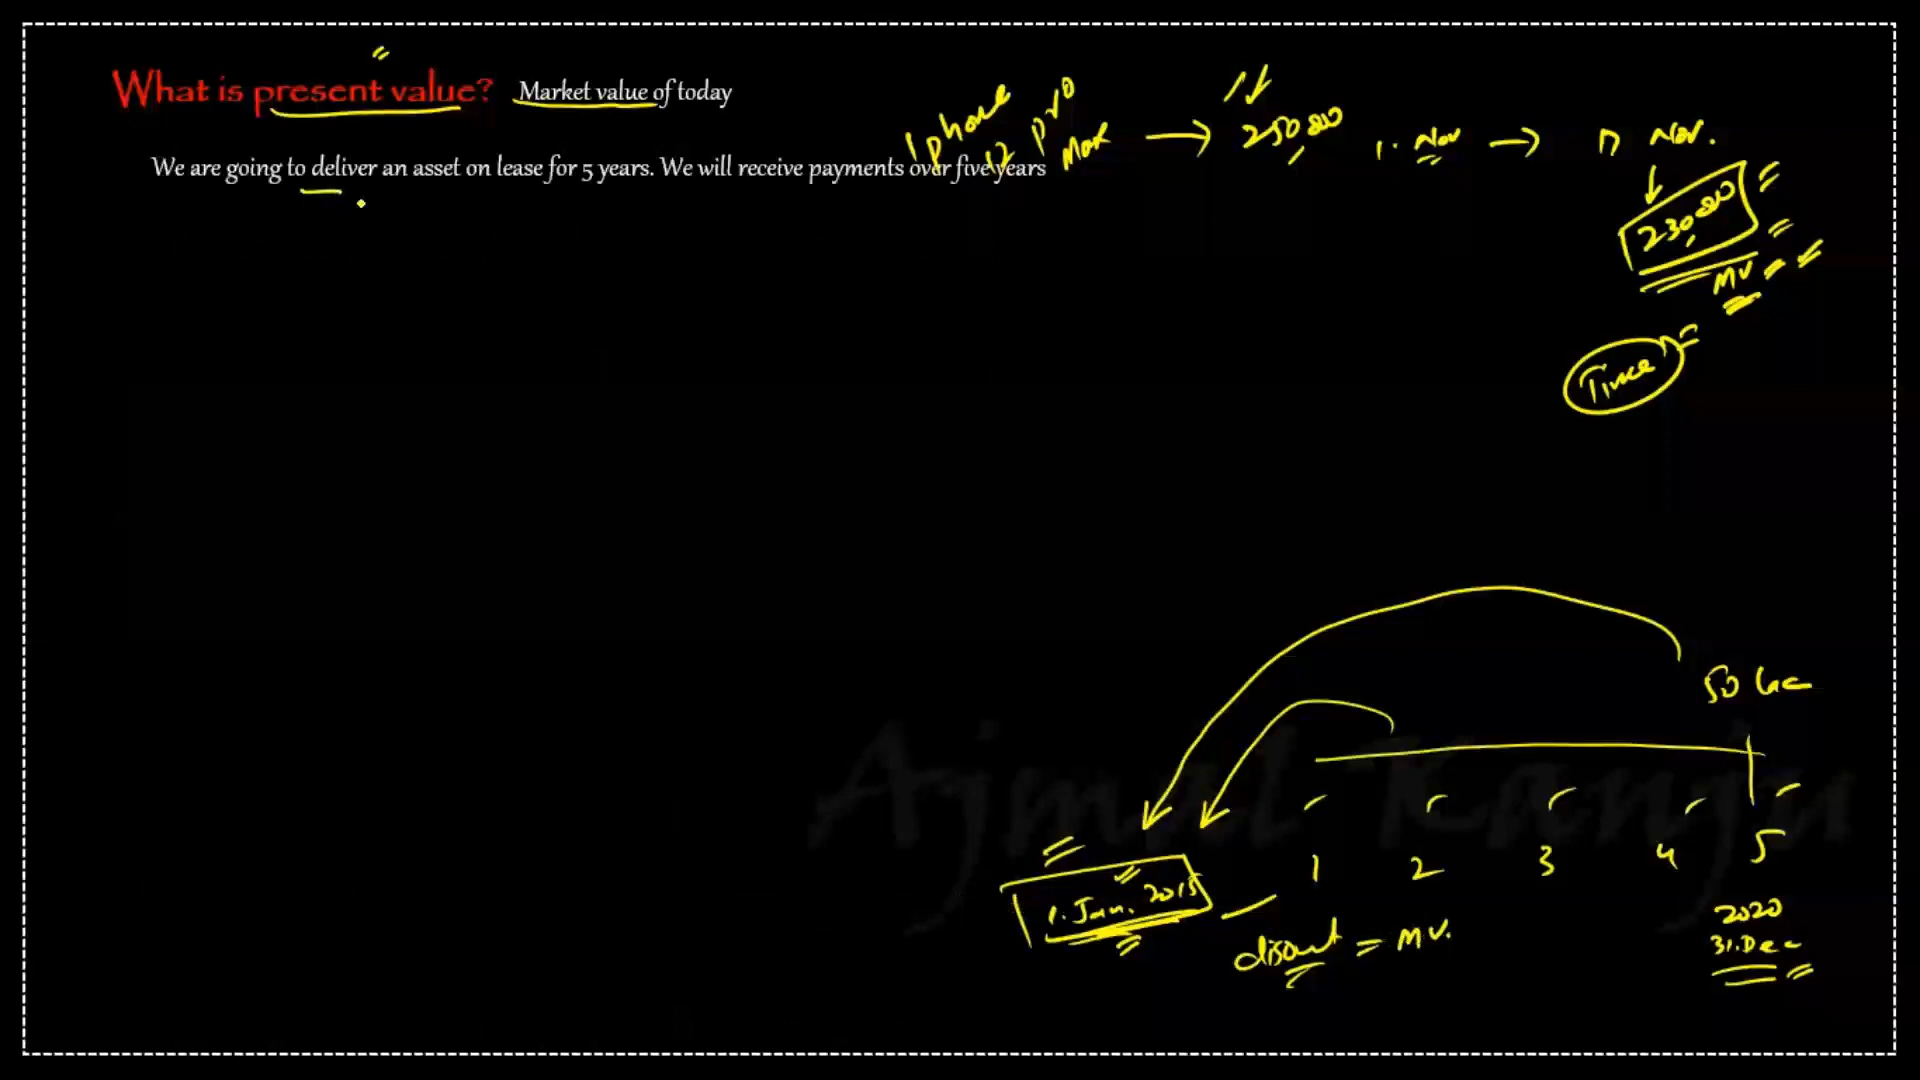 What is present value? Market value of today
Iphone 12 pro Max → 250,000 1. Nov → 17 Nov.
We are going to deliver an asset on lease for 5 years. We will receive payments over five years
230,000
MV
Time
50 lac
1 2 3 4 5
1. Jan. 2015
2020
31. Dec
discount = MV.
Ajmal Kanju